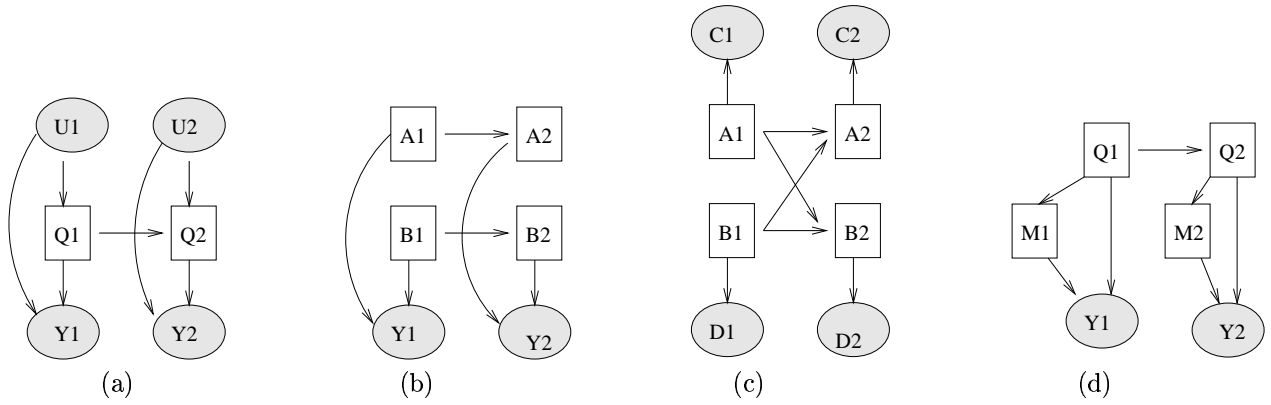 U1 U2
Q1 Q2
Y1 Y2
(a)
A1 A2
B1 B2
Y1 Y2
(b)
C1 C2
A1 A2
B1 B2
D1 D2
(c)
Q1 Q2
M1 M2
Y1 Y2
(d)